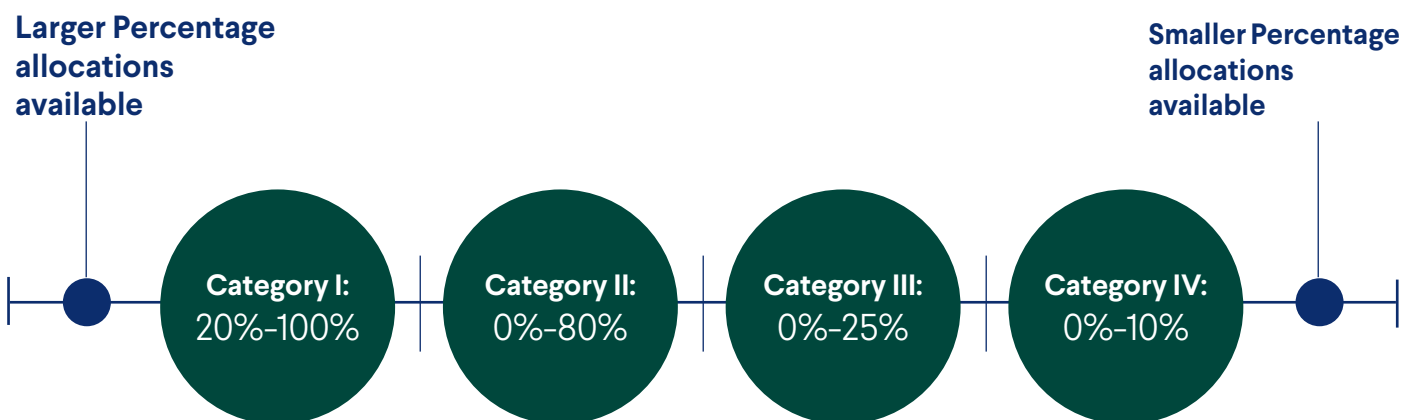 Larger Percentage
allocations
available
Smaller Percentage
allocations
available
Category I:
20%-100%
Category II:
0%-80%
Category III:
0%-25%
Category IV:
0%-10%